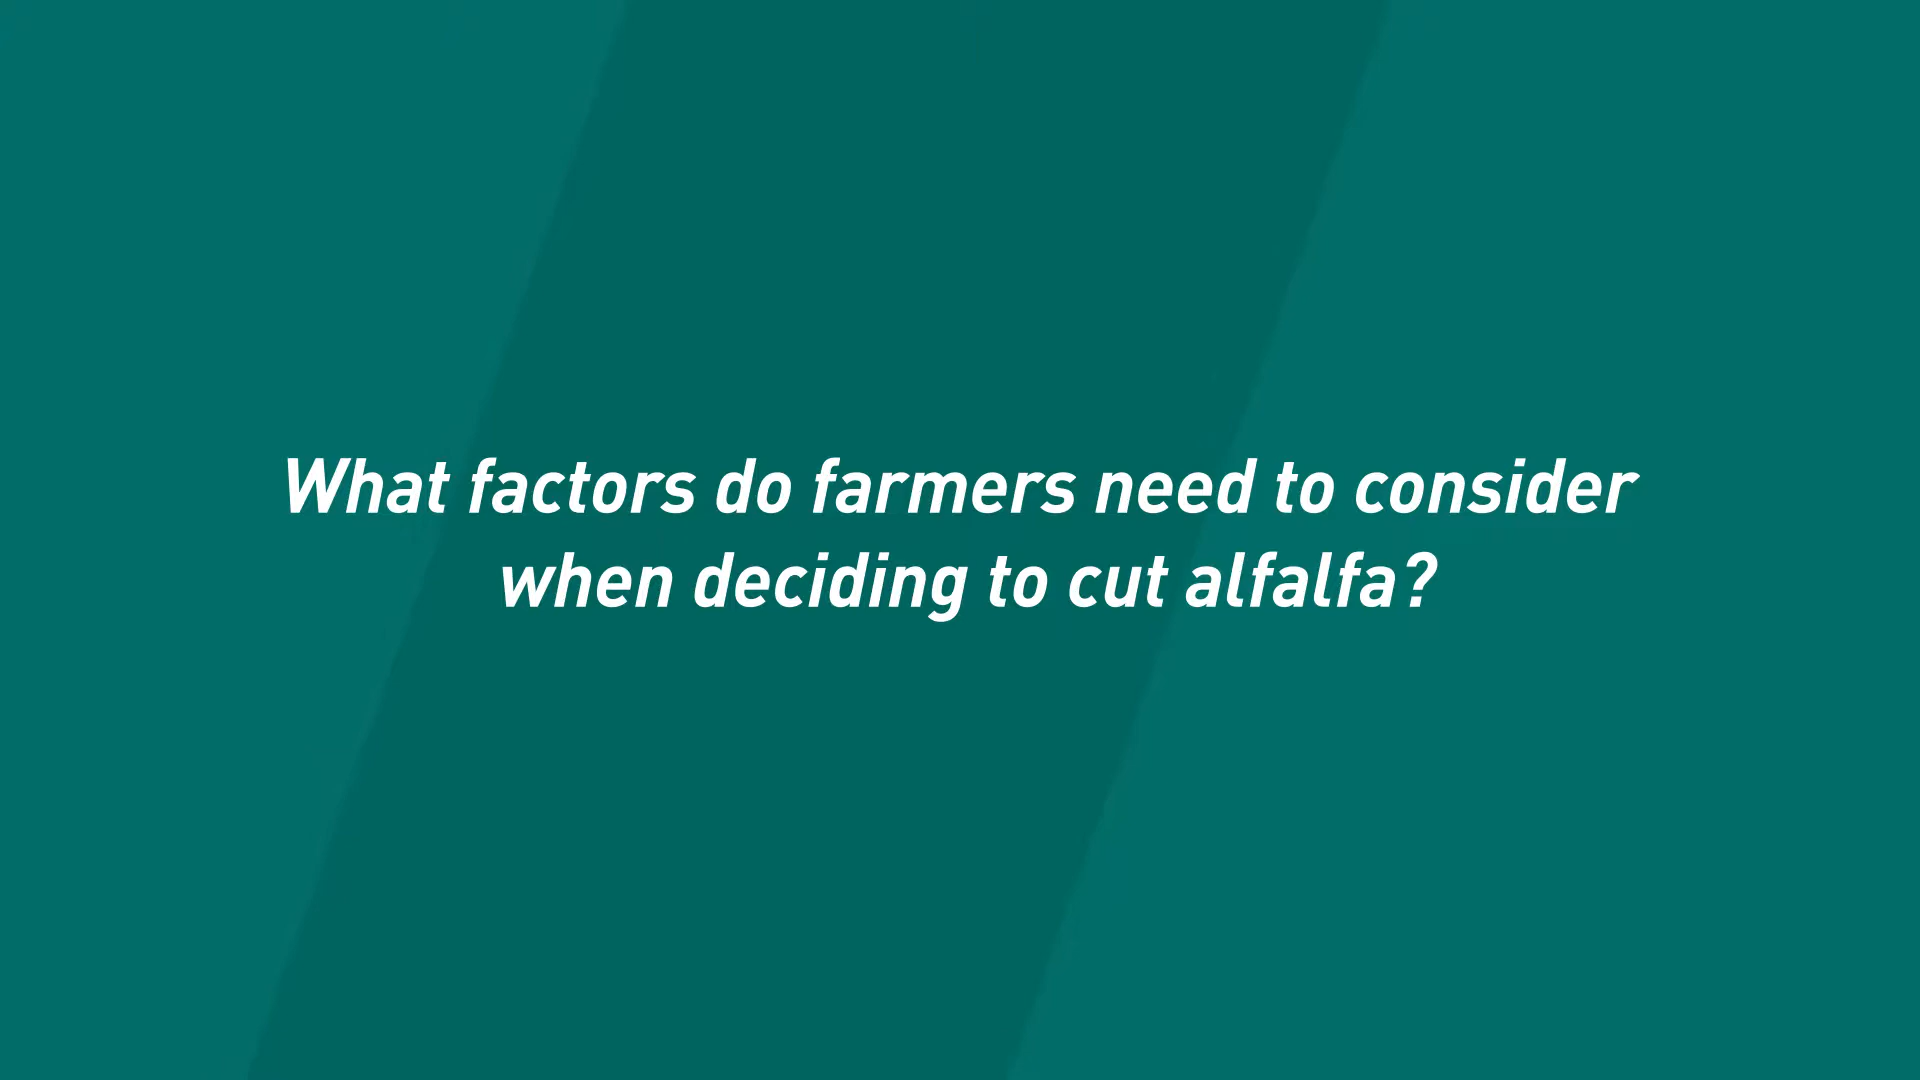 What factors do farmers need to consider
when deciding to cut alfalfa?